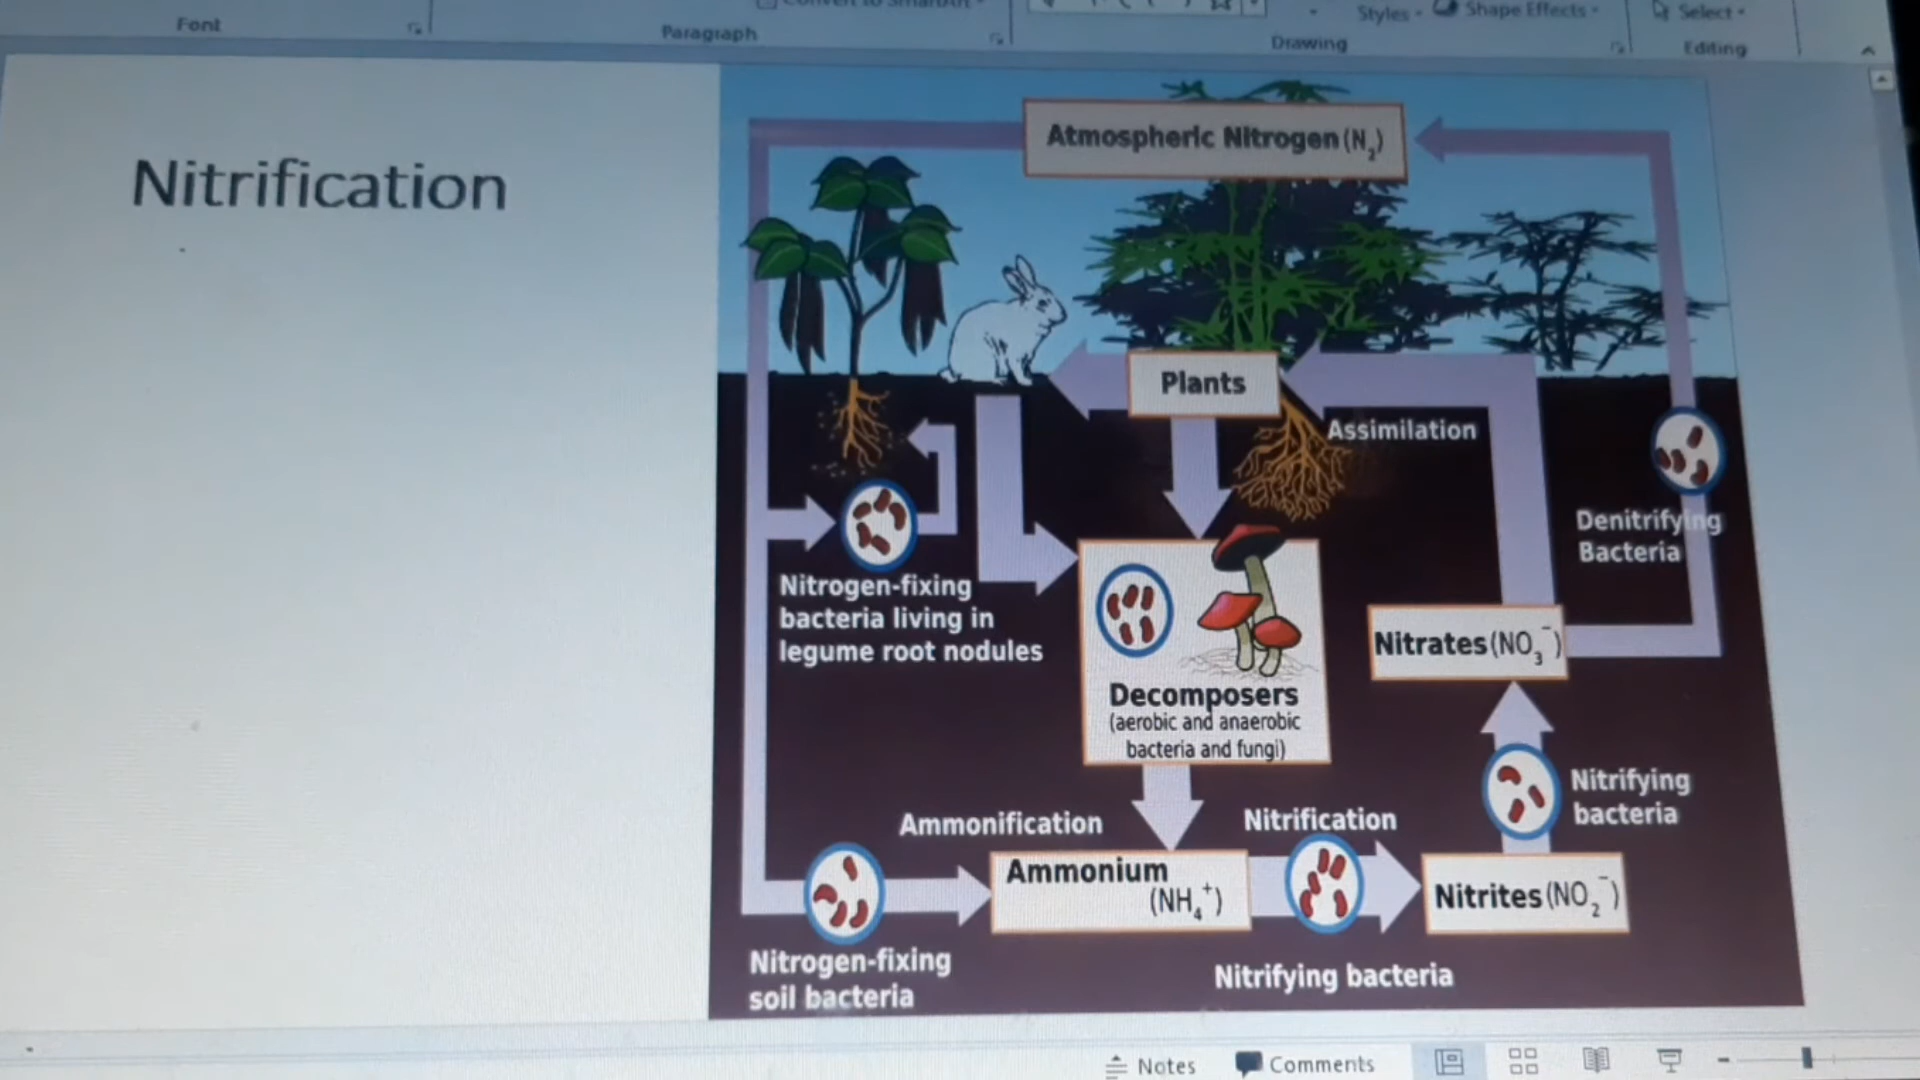 Font
Paragraph
Drawing
Styles
Shape Effects
Select
Editing
Nitrification
Atmospheric Nitrogen (N2)
Plants
Assimilation
Denitrifying
Bacteria
Nitrogen-fixing
bacteria living in
legume root nodules
Nitrates (NO3-)
Decomposers
(aerobic and anaerobic
bacteria and fungi)
Nitrifying
bacteria
Ammonification
Nitrification
Ammonium
(NH4+)
Nitrites (NO2-)
Nitrogen-fixing
soil bacteria
Nitrifying bacteria
Notes
Comments